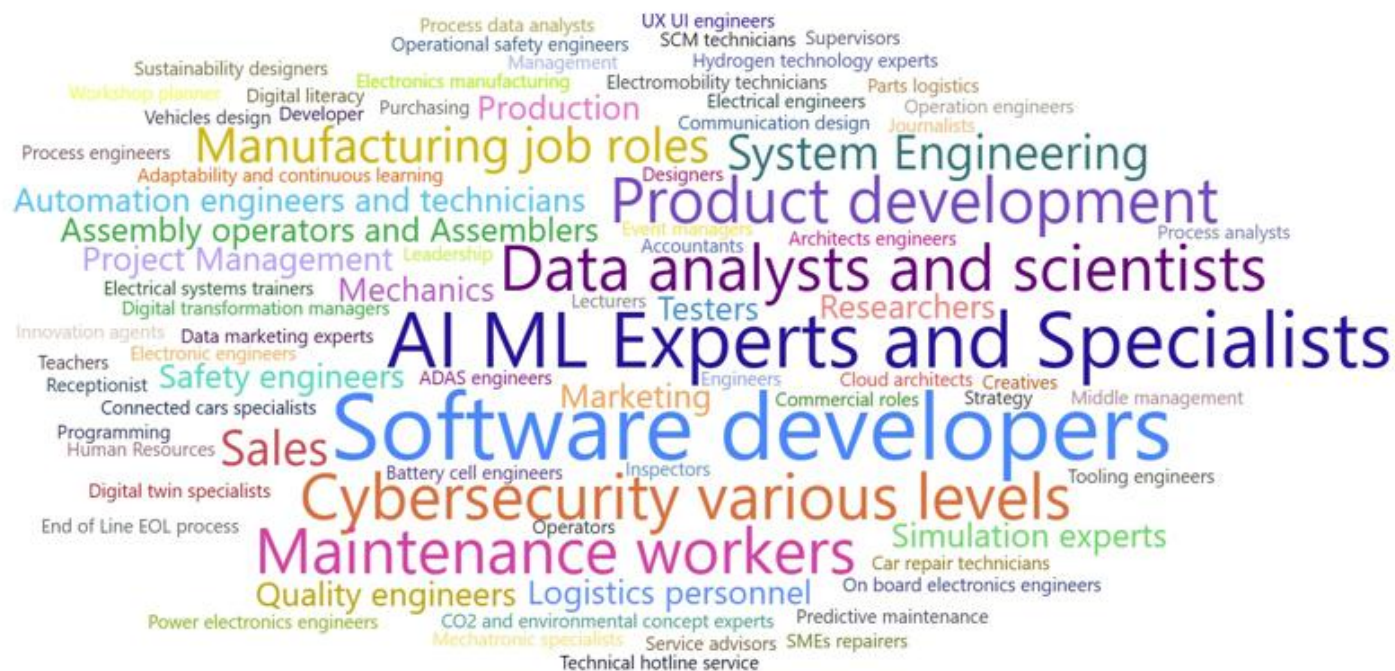 UX UI engineers
Process data analysts
SCM technicians
Supervisors
Operational safety engineers
Management
Hydrogen technology experts
Sustainability designers
Electronics manufacturing
Electromobility technicians
Parts logistics
Workshop planner
Digital literacy
Purchasing
Production
Electrical engineers
Operation engineers
Vehicles design
Developer
Communication design
Journalists
Process engineers
Manufacturing job roles
System Engineering
Adaptability and continuous learning
Designers
Automation engineers and technicians
Product development
Assembly operators and Assemblers
Event managers
Accountants
Architects engineers
Process analysts
Project Management
Leadership
Data analysts and scientists
Electrical systems trainers
Mechanics
Lecturers
Testers
Researchers
Digital transformation managers
Innovation agents
Data marketing experts
AI ML Experts and Specialists
Teachers
Electronic engineers
Receptionist
Safety engineers
ADAS engineers
Engineers
Cloud architects
Creatives
Marketing
Commercial roles
Strategy
Middle management
Connected cars specialists
Software developers
Programming
Human Resources
Sales
Battery cell engineers
Inspectors
Tooling engineers
Digital twin specialists
Cybersecurity various levels
End of Line EOL process
Operators
Maintenance workers
Simulation experts
Car repair technicians
Quality engineers
Logistics personnel
On board electronics engineers
Power electronics engineers
CO2 and environmental concept experts
Predictive maintenance
Mechatronic specialists
Service advisors
SMEs repairers
Technical hotline service